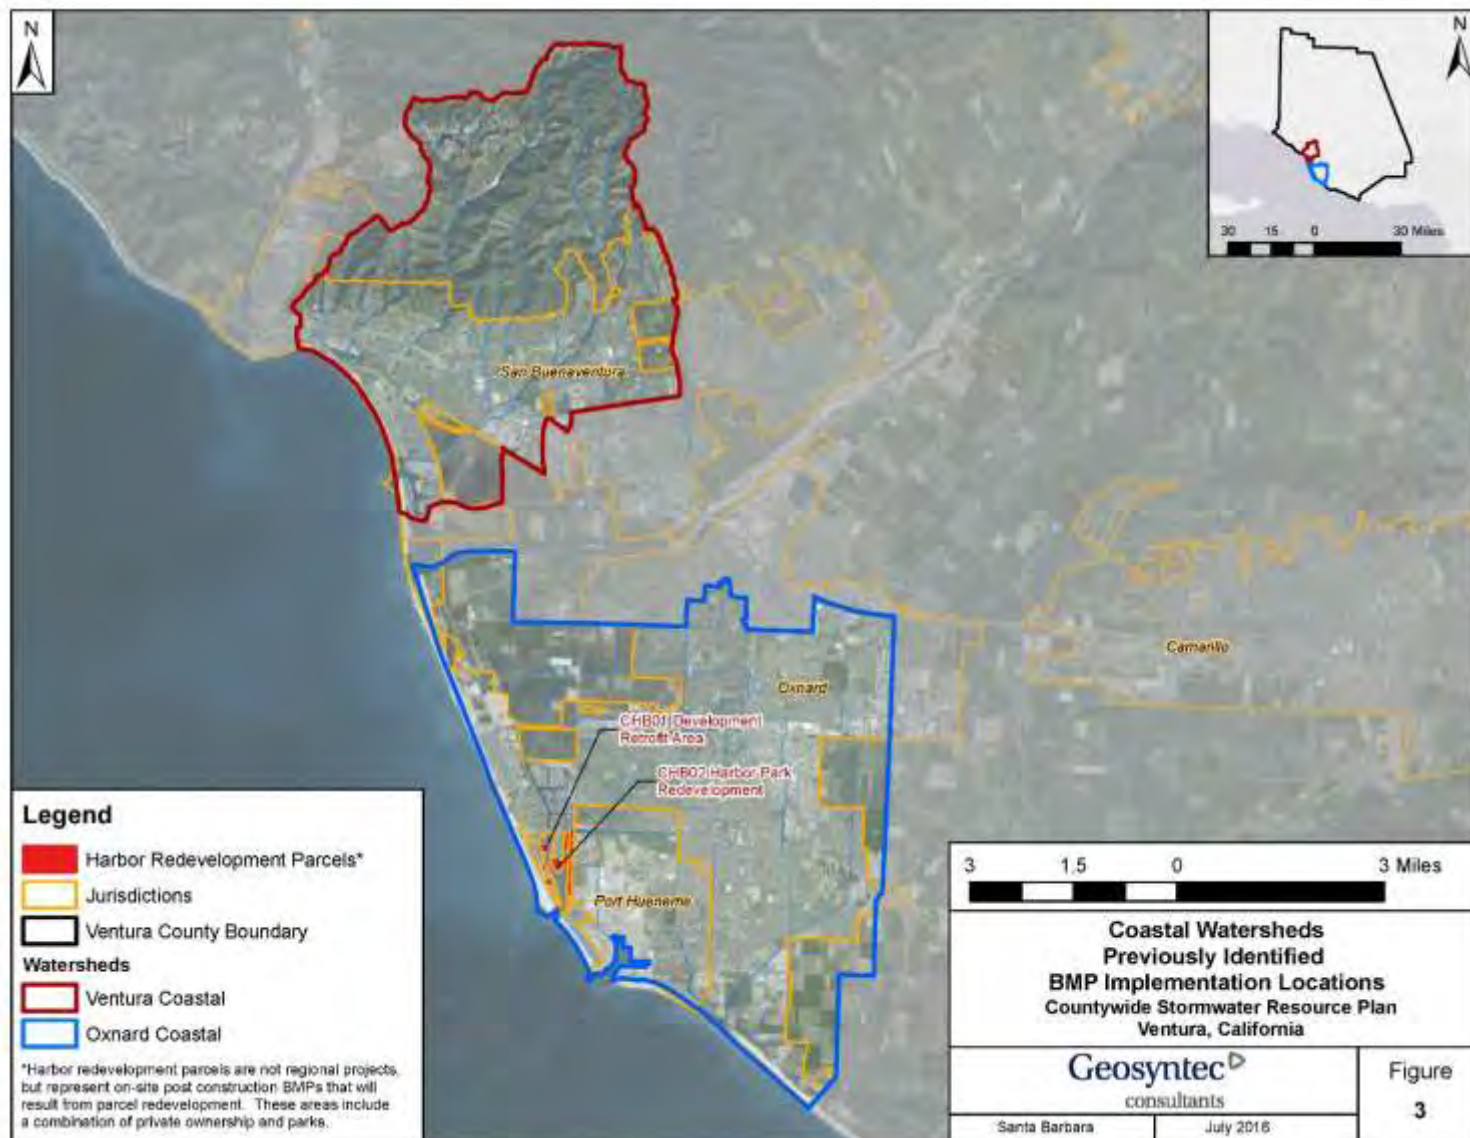 N
N
30 15 0 30 Miles
San Buenaventura
Camarillo
Oxnard
CHB01 Development
Retrofit Area
CHB02 Harbor Park
Redevelopment
Port Hueneme
Legend
Harbor Redevelopment Parcels*
Jurisdictions
Ventura County Boundary
Watersheds
Ventura Coastal
Oxnard Coastal
*Harbor redevelopment parcels are not regional projects,
but represent on-site post construction BMPs that will
result from parcel redevelopment. These areas include
a combination of private ownership and parks.
3 1.5 0 3 Miles
Coastal Watersheds
Previously Identified
BMP Implementation Locations
Countywide Stormwater Resource Plan
Ventura, California
Geosyntec
consultants
Santa Barbara July 2016
Figure
3